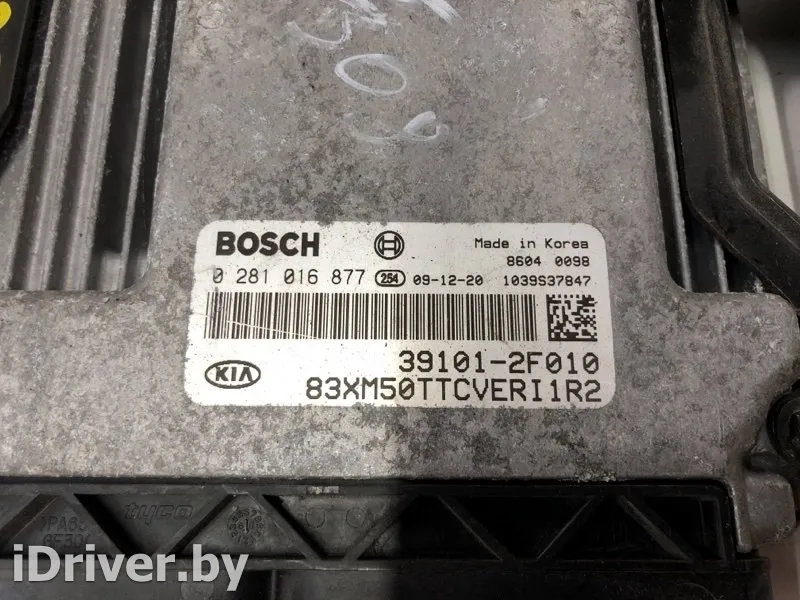 309
BOSCH
Made in Korea
8604 0098
0 281 016 877 254 09-12-20 1039S37847
39101-2F010
KIA 83XM50TTCVERI1R2
tyco
iDriver.by